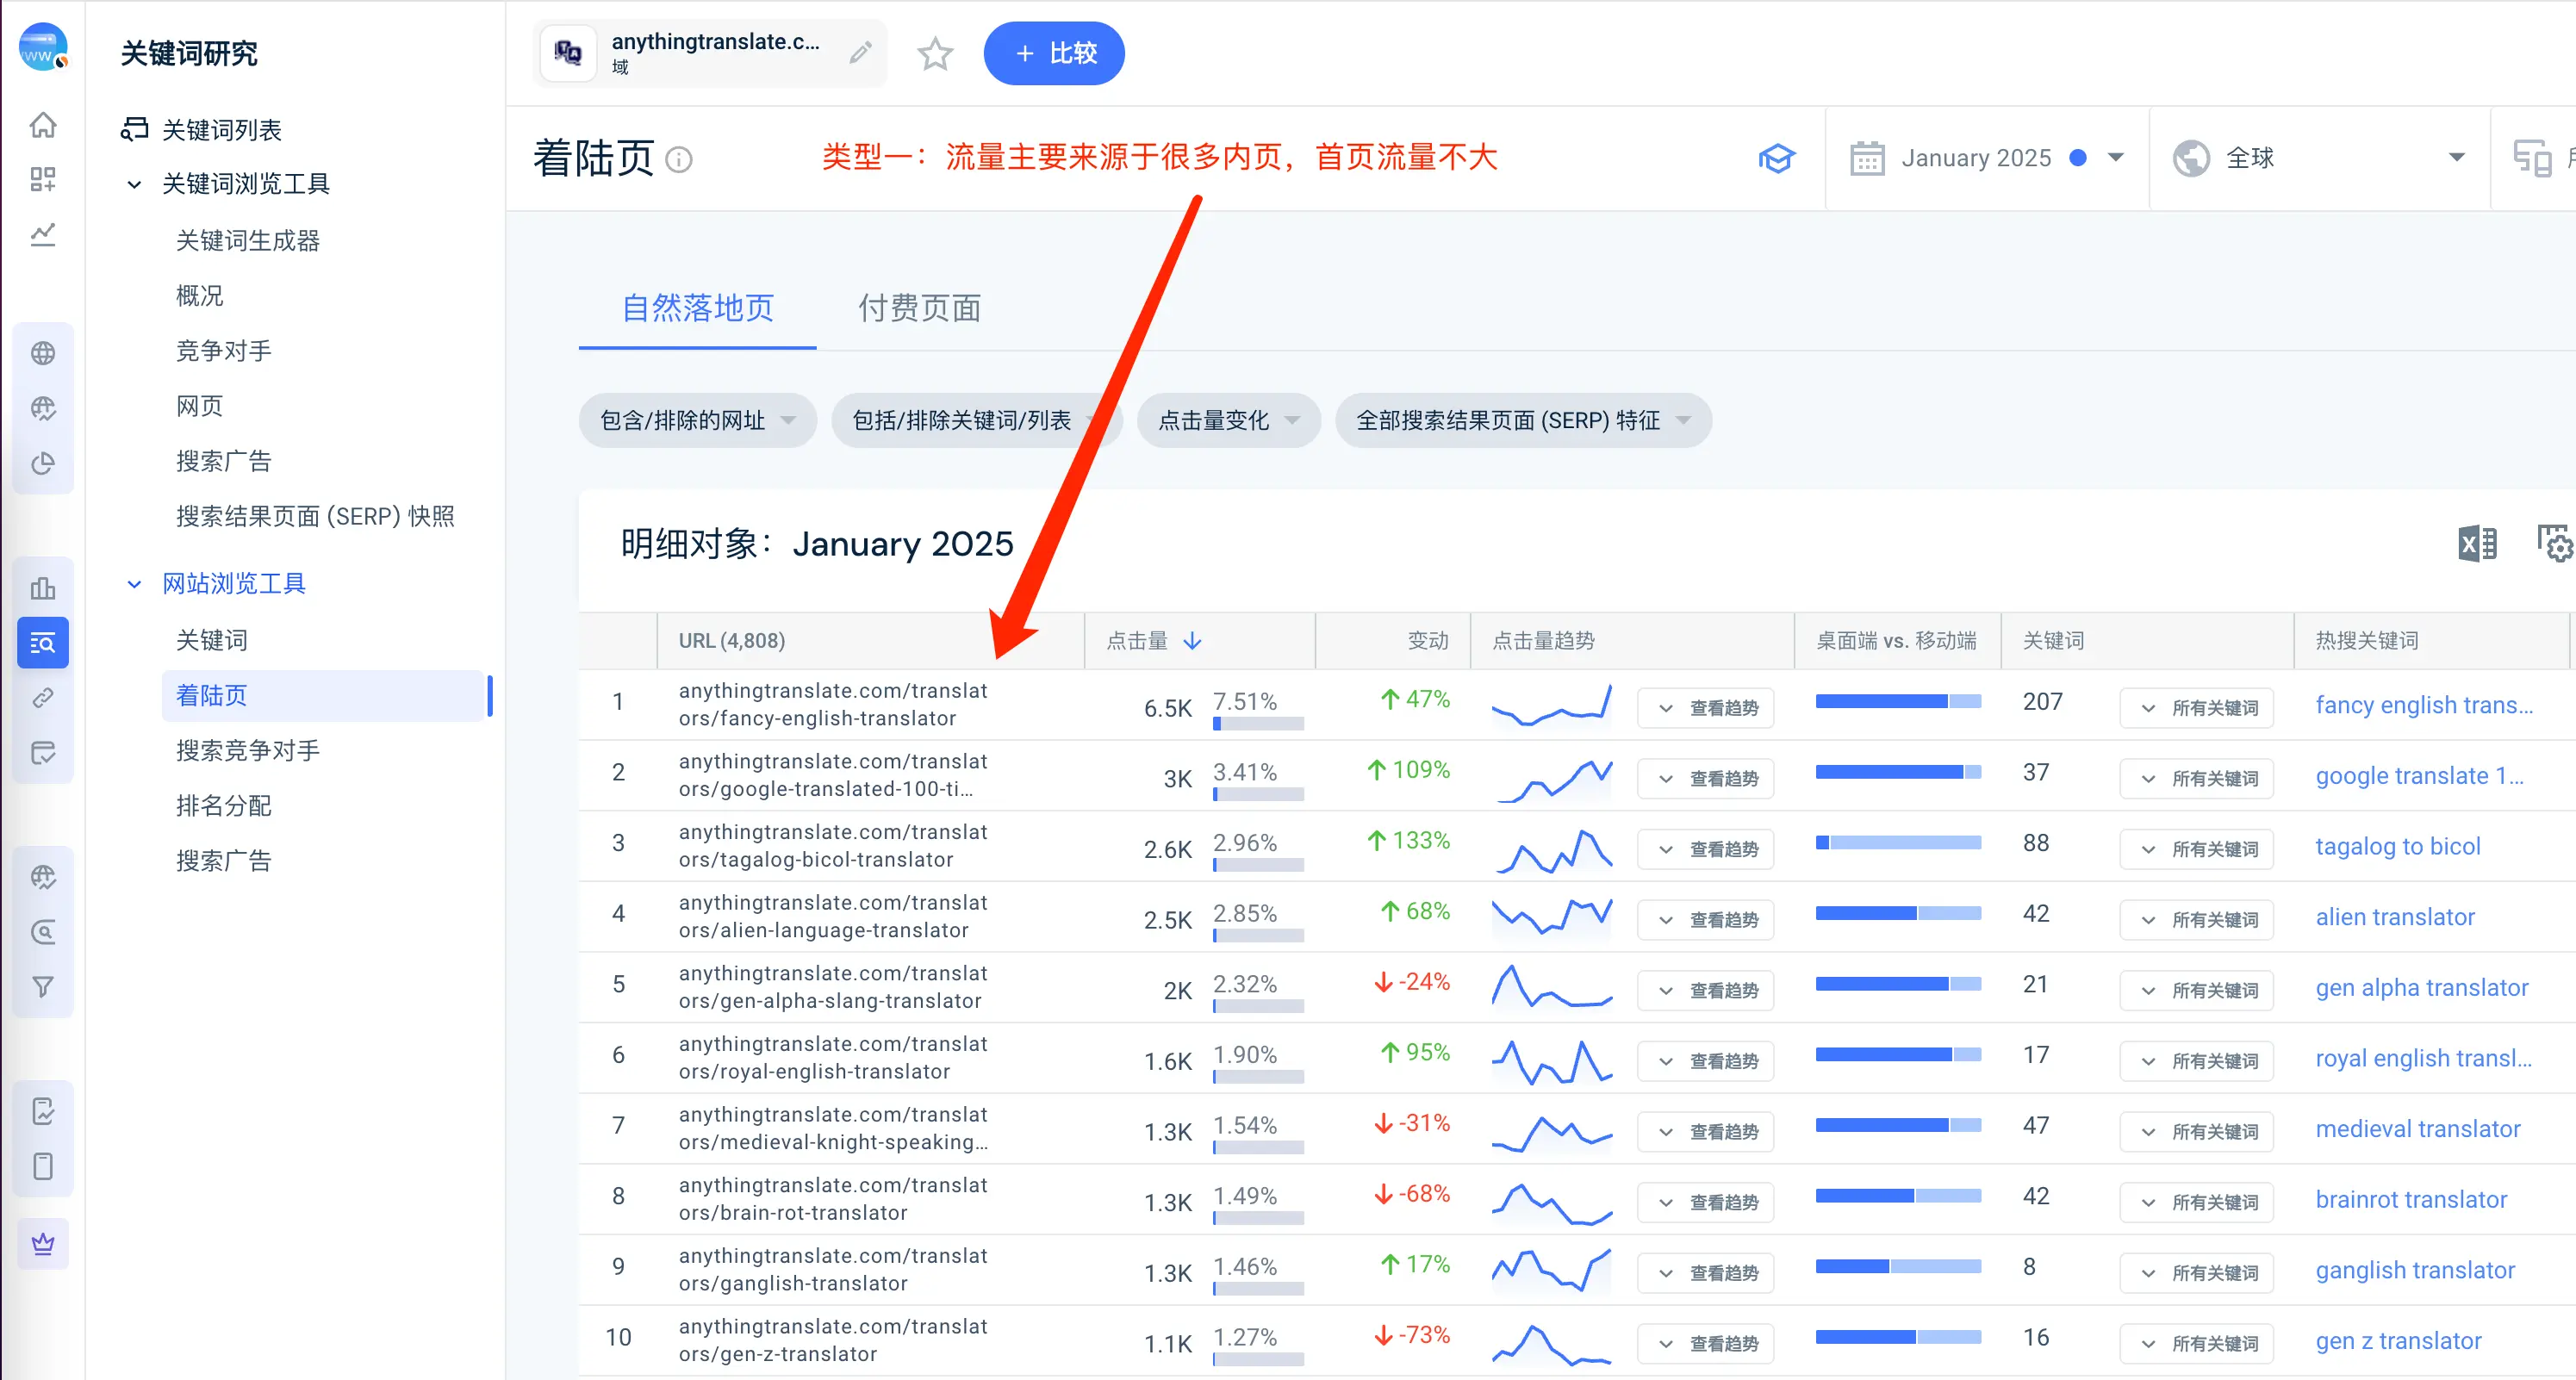 www
关键词研究
关键词列表
关键词浏览工具
关键词生成器
概况
竞争对手
网页
搜索广告
搜索结果页面 (SERP) 快照
网站浏览工具
关键词
着陆页
搜索竞争对手
排名分配
搜索广告
anythingtranslate.c...
域
+ 比较
着陆页
类型一：流量主要来源于很多内页，首页流量不大
January 2025
全球
自然落地页
付费页面
包含/排除的网址
包括/排除关键词/列表
点击量变化
全部搜索结果页面 (SERP) 特征
明细对象：January 2025
URL (4,808) 点击量 变动 点击量趋势 桌面端 vs. 移动端 关键词 热搜关键词
1 anythingtranslate.com/translat
ors/fancy-english-translator 6.5K 7.51% 47% 查看趋势 207 所有关键词 fancy english trans...
2 anythingtranslate.com/translat
ors/google-translated-100-ti... 3K 3.41% 109% 查看趋势 37 所有关键词 google translate 1...
3 anythingtranslate.com/translat
ors/tagalog-bicol-translator 2.6K 2.96% 133% 查看趋势 88 所有关键词 tagalog to bicol
4 anythingtranslate.com/translat
ors/alien-language-translator 2.5K 2.85% 68% 查看趋势 42 所有关键词 alien translator
5 anythingtranslate.com/translat
ors/gen-alpha-slang-translator 2K 2.32% -24% 查看趋势 21 所有关键词 gen alpha translator
6 anythingtranslate.com/translat
ors/royal-english-translator 1.6K 1.90% 95% 查看趋势 17 所有关键词 royal english transl...
7 anythingtranslate.com/translat
ors/medieval-knight-speaking... 1.3K 1.54% -31% 查看趋势 47 所有关键词 medieval translator
8 anythingtranslate.com/translat
ors/brain-rot-translator 1.3K 1.49% -68% 查看趋势 42 所有关键词 brainrot translator
9 anythingtranslate.com/translat
ors/ganglish-translator 1.3K 1.46% 17% 查看趋势 8 所有关键词 ganglish translator
10 anythingtranslate.com/translat
ors/gen-z-translator 1.1K 1.27% -73% 查看趋势 16 所有关键词 gen z translator